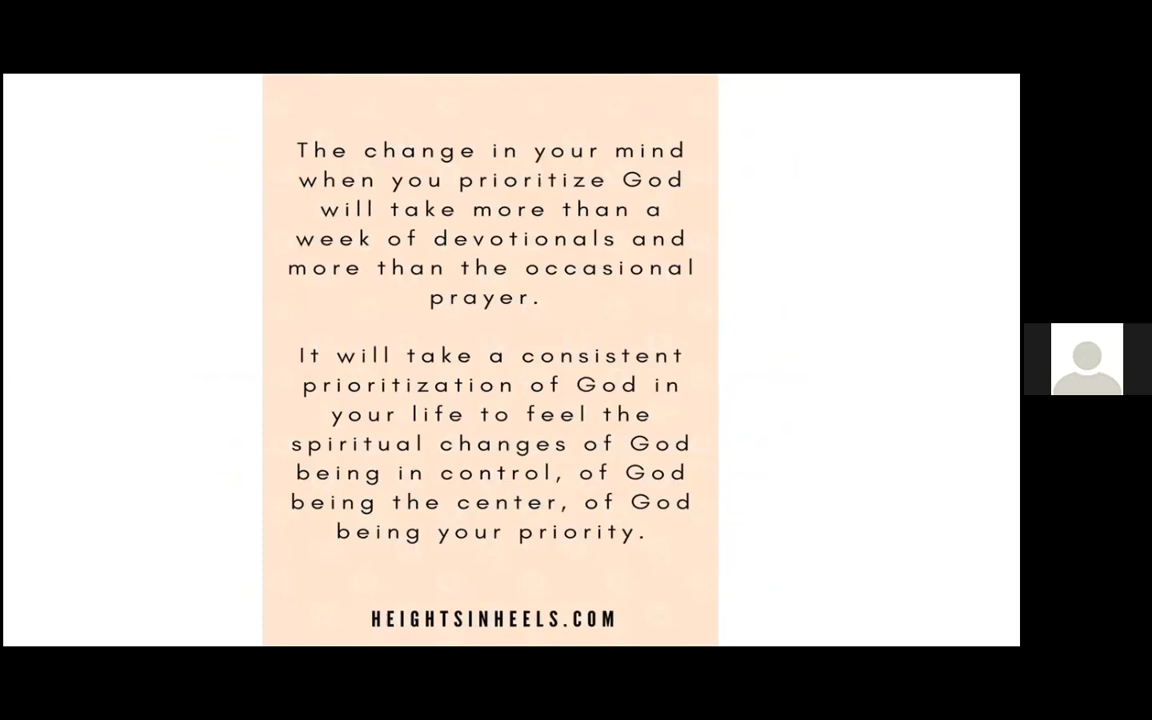 The change in your mind
when you prioritize God
will take more than a
week of devotionals and
more than the occasional
prayer.
It will take a consistent
prioritization of God in
your life to feel the
spiritual changes of God
being in control, of God
being the center, of God
being your priority.
HEIGHTSINHEELS.COM